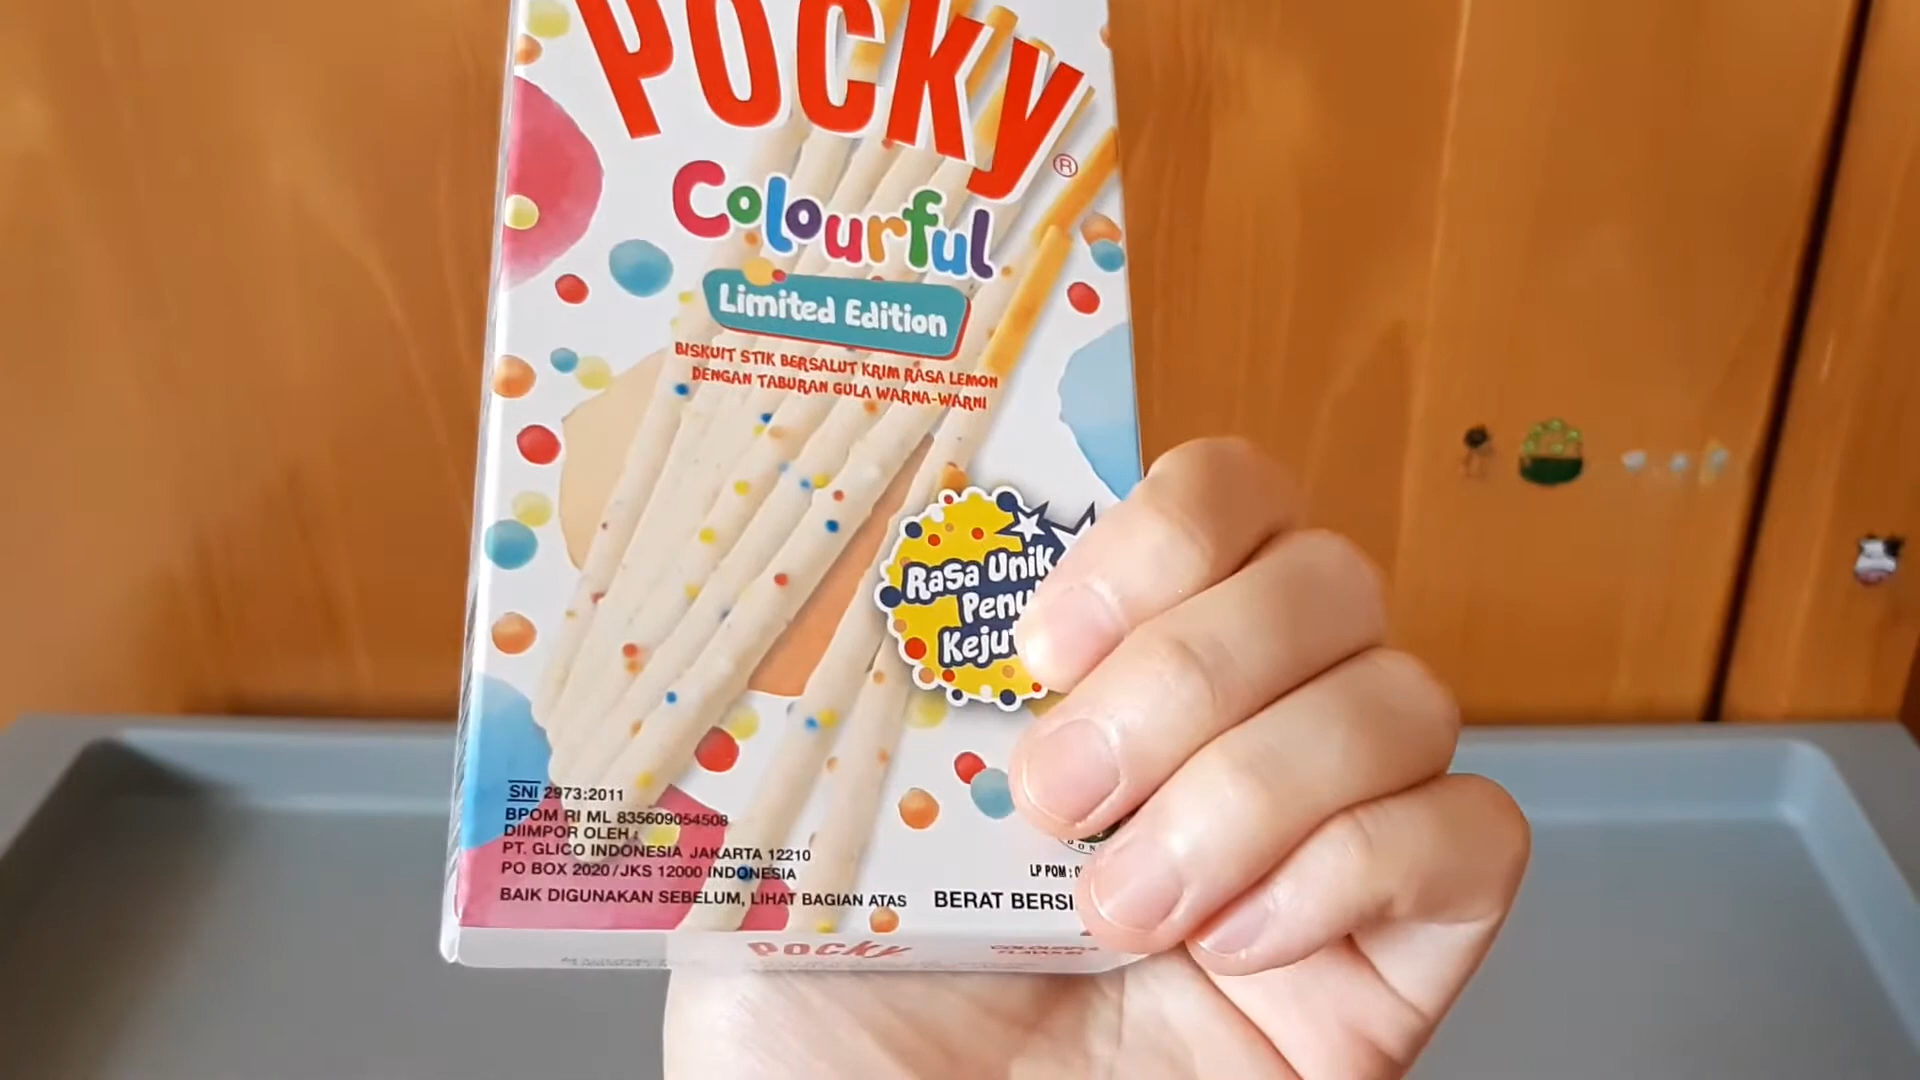 Pocky
®
Colourful
Limited Edition
BISKUIT STIK BERSALUT KRIM RASA LEMON
DENGAN TABURAN GULA WARNA-WARNI
Rasa Unik
SNI 2973:2011
BPOM RI ML 835609054508
DIIMPOR OLEH :
PT. GLICO INDONESIA JAKARTA 12210
PO BOX 2020/JKS 12000 INDONESIA
LP POM :
BAIK DIGUNAKAN SEBELUM, LIHAT BAGIAN ATAS
BERAT
Pocky
COLOURFUL
FLAVOUR